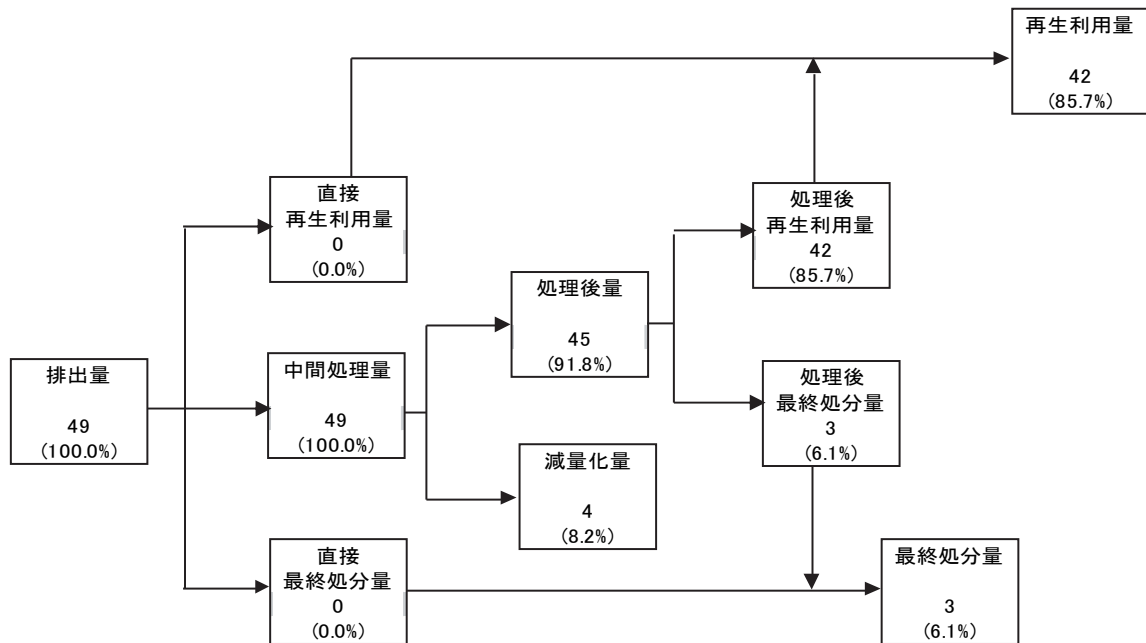 再生利用量
42
(85.7%)
直接
再生利用量
0
(0.0%)
処理後
再生利用量
42
(85.7%)
処理後量
45
(91.8%)
排出量
49
(100.0%)
中間処理量
49
(100.0%)
処理後
最終処分量
3
(6.1%)
減量化量
4
(8.2%)
直接
最終処分量
0
(0.0%)
最終処分量
3
(6.1%)